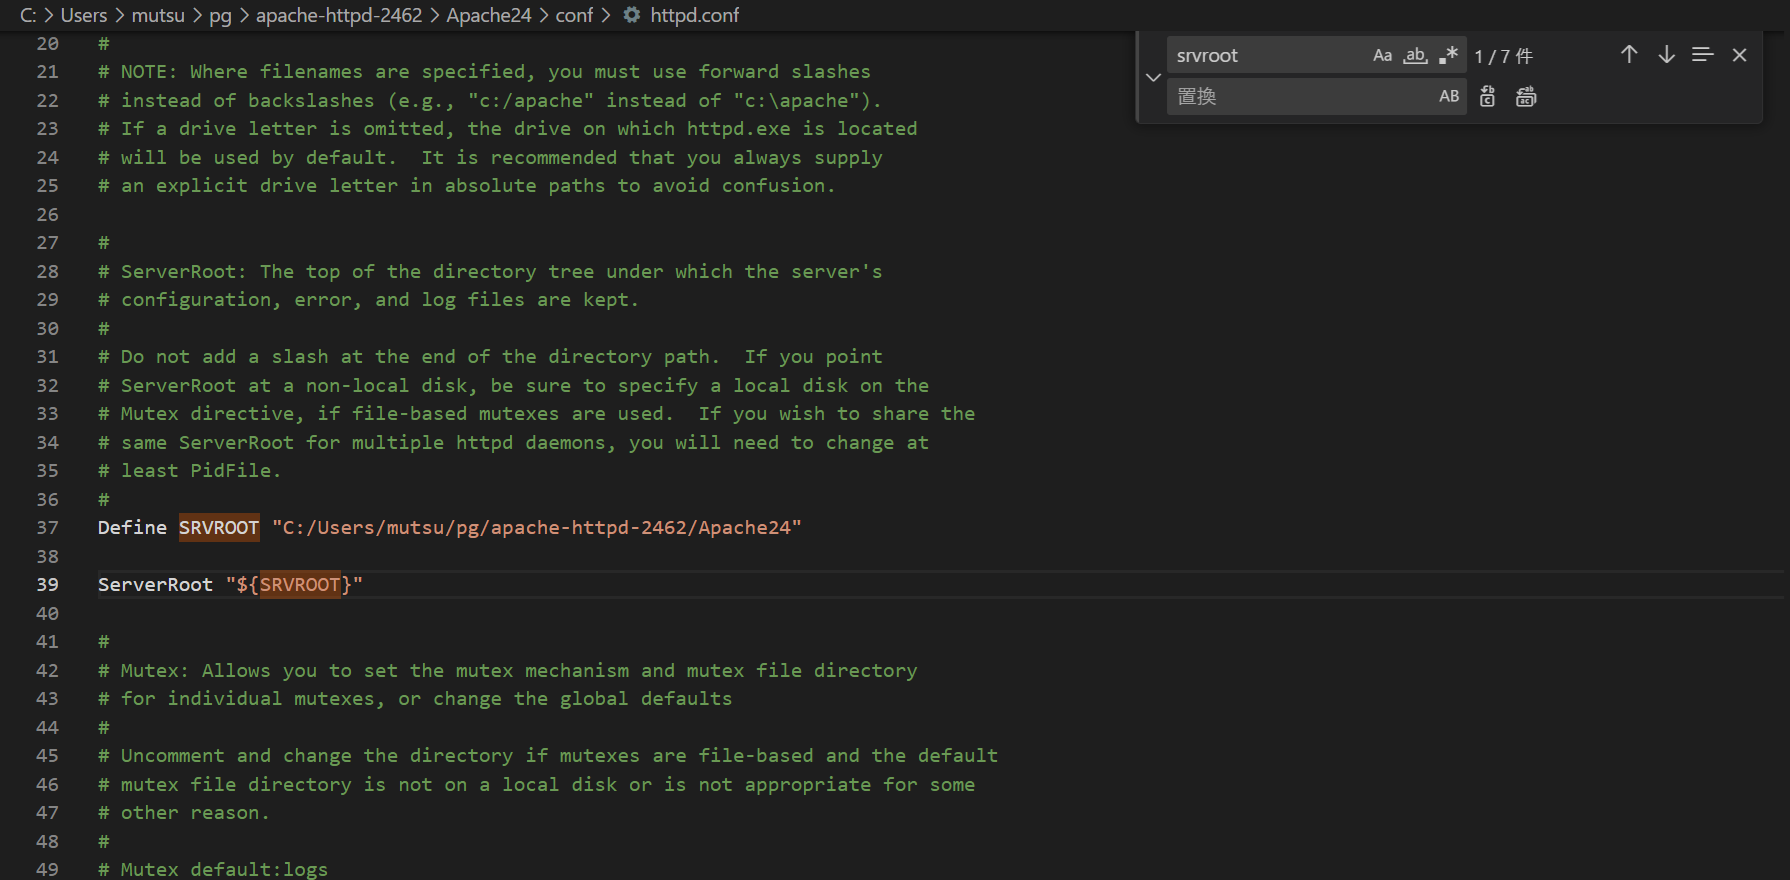 C: > Users > mutsu > pg > apache-httpd-2462 > Apache24 > conf > httpd.conf
srvroot Aa ab .* 1 / 7 件
置換 AB
20 #
21 # NOTE: Where filenames are specified, you must use forward slashes
22 # instead of backslashes (e.g., "c:/apache" instead of "c:\apache").
23 # If a drive letter is omitted, the drive on which httpd.exe is located
24 # will be used by default.  It is recommended that you always supply
25 # an explicit drive letter in absolute paths to avoid confusion.
26
27 #
28 # ServerRoot: The top of the directory tree under which the server's
29 # configuration, error, and log files are kept.
30 #
31 # Do not add a slash at the end of the directory path.  If you point
32 # ServerRoot at a non-local disk, be sure to specify a local disk on the
33 # Mutex directive, if file-based mutexes are used.  If you wish to share the
34 # same ServerRoot for multiple httpd daemons, you will need to change at
35 # least PidFile.
36 #
37 Define SRVROOT "C:/Users/mutsu/pg/apache-httpd-2462/Apache24"
38
39 ServerRoot "${SRVROOT}"
40
41 #
42 # Mutex: Allows you to set the mutex mechanism and mutex file directory
43 # for individual mutexes, or change the global defaults
44 #
45 # Uncomment and change the directory if mutexes are file-based and the default
46 # mutex file directory is not on a local disk or is not appropriate for some
47 # other reason.
48 #
49 # Mutex default:logs